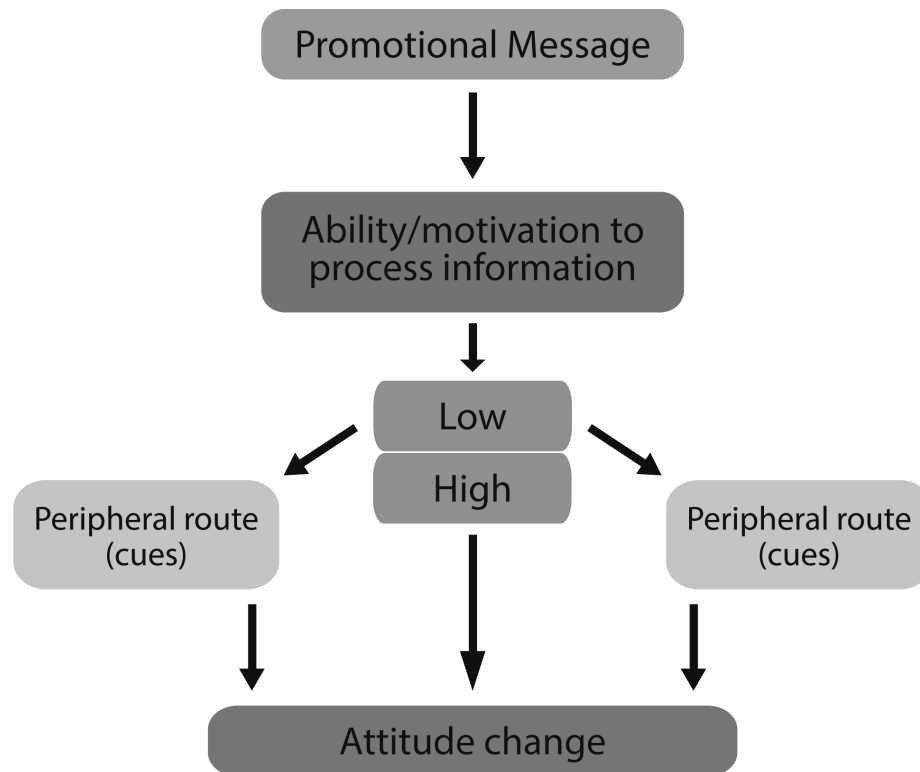 Promotional Message
Ability/motivation to
process information
Low
High
Peripheral route
(cues)
Peripheral route
(cues)
Attitude change